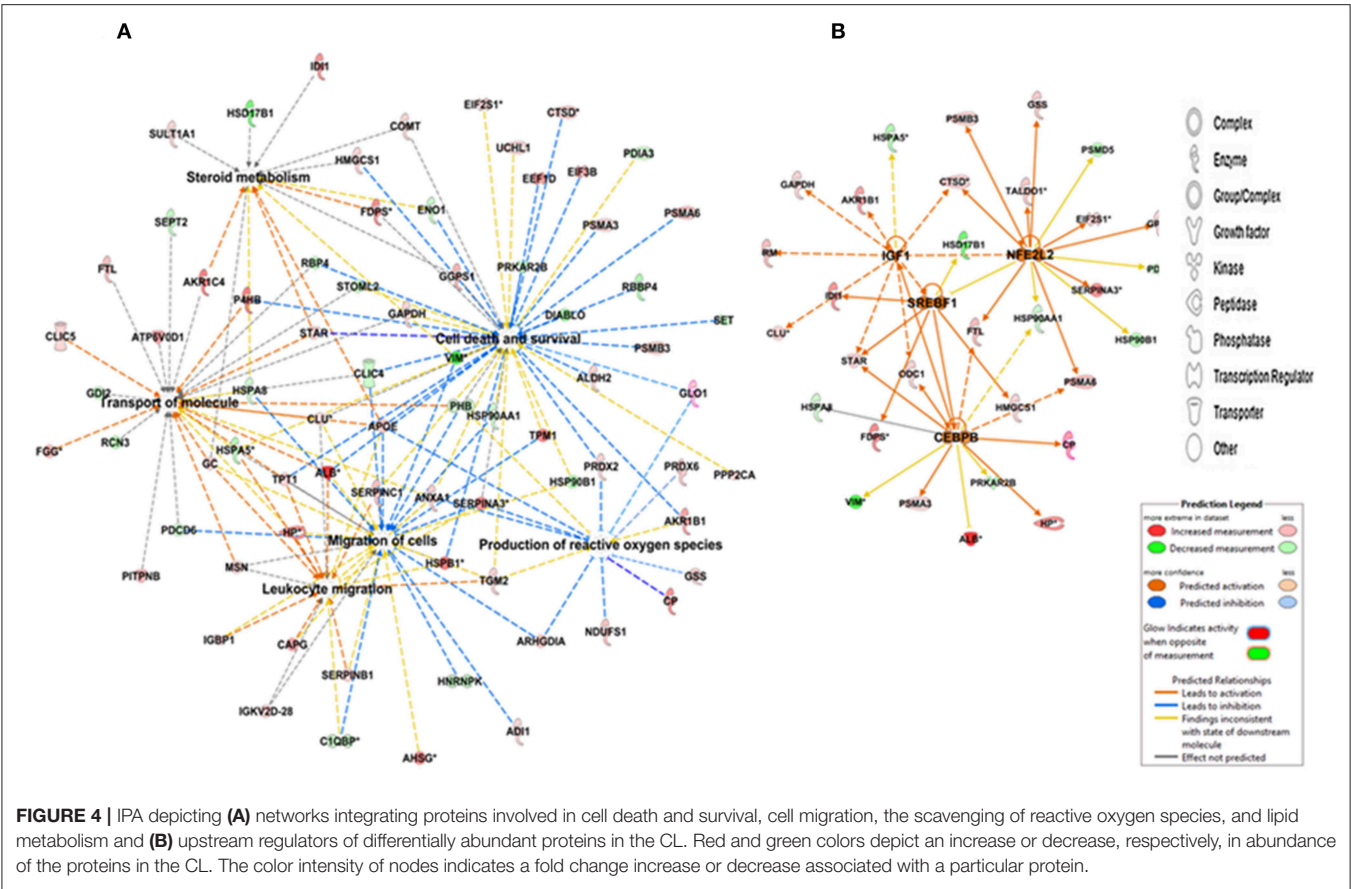 A
B
IDI1
HSD17B1
SULT1A1
COMT
EIF2S1*
CTSD*
HMGCS1
UCHL1
PDIA3
Steroid metabolism
EEF1D
EIF3B
FDPS*
ENO1
SEPT2
PSMA3
PSMA6
RBP4
GGPS1
PRKAR2B
FTL
AKR1C4
STOML2
RBBP4
P4HB
GAPDH
DIABLO
SET
CLIC5
ATP6V0D1
STAR
Cell death and survival
PSMB3
VIM*
CLIC4
ALDH2
GDI2
HSPA8
GLO1
Transport of molecule
PHB
HSP90AA1
CLU*
APOE
RCN3
TPM1
FGG*
HSPA5*
GC
ALB*
PRDX2
PRDX6
PPP2CA
TPT1
HSP90B1
SERPINC1
ANXA1
SERPINA3*
AKR1B1
PDCD6
HP*
Migration of cells
Production of reactive oxygen species
PITPNB
MSN
HSPB1*
GSS
Leukocyte migration
TGM2
CP
NDUFS1
IGBP1
CAPG
ARHGDIA
SERPINB1
HNRNPK
IGKV2D-28
ADI1
C1QBP*
AHSG*
GSS
PSMB3
HSPA5*
PSMD5
GAPDH
CTSD*
AKR1B1
TALDO1*
EIF2S1*
GP
HSD17B1
RM
IGF1
NFE2L2
PD
IDI1
SREBF1
SERPINA3*
CLU*
FTL
HSP90AA1
HSP90B1
STAR
ODC1
PSMA6
HSPA8
HMGCS1
FDPS*
CEBPB
CP
VIM*
PSMA3
PRKAR2B
HP*
ALB*
Complex
Enzyme
Group/Complex
Growth factor
Kinase
Peptidase
Phosphatase
Transcription Regulator
Transporter
Other
Prediction Legend
more extreme in dataset less
Increased measurement
Decreased measurement
more confidence less
Predicted activation
Predicted inhibition
Glow Indicates activity
when opposite
of measurement
Predicted Relationships
Leads to activation
Leads to inhibition
Findings inconsistent
with state of downstream
molecule
Effect not predicted
FIGURE 4 | IPA depicting (A) networks integrating proteins involved in cell death and survival, cell migration, the scavenging of reactive oxygen species, and lipid
metabolism and (B) upstream regulators of differentially abundant proteins in the CL. Red and green colors depict an increase or decrease, respectively, in abundance
of the proteins in the CL. The color intensity of nodes indicates a fold change increase or decrease associated with a particular protein.